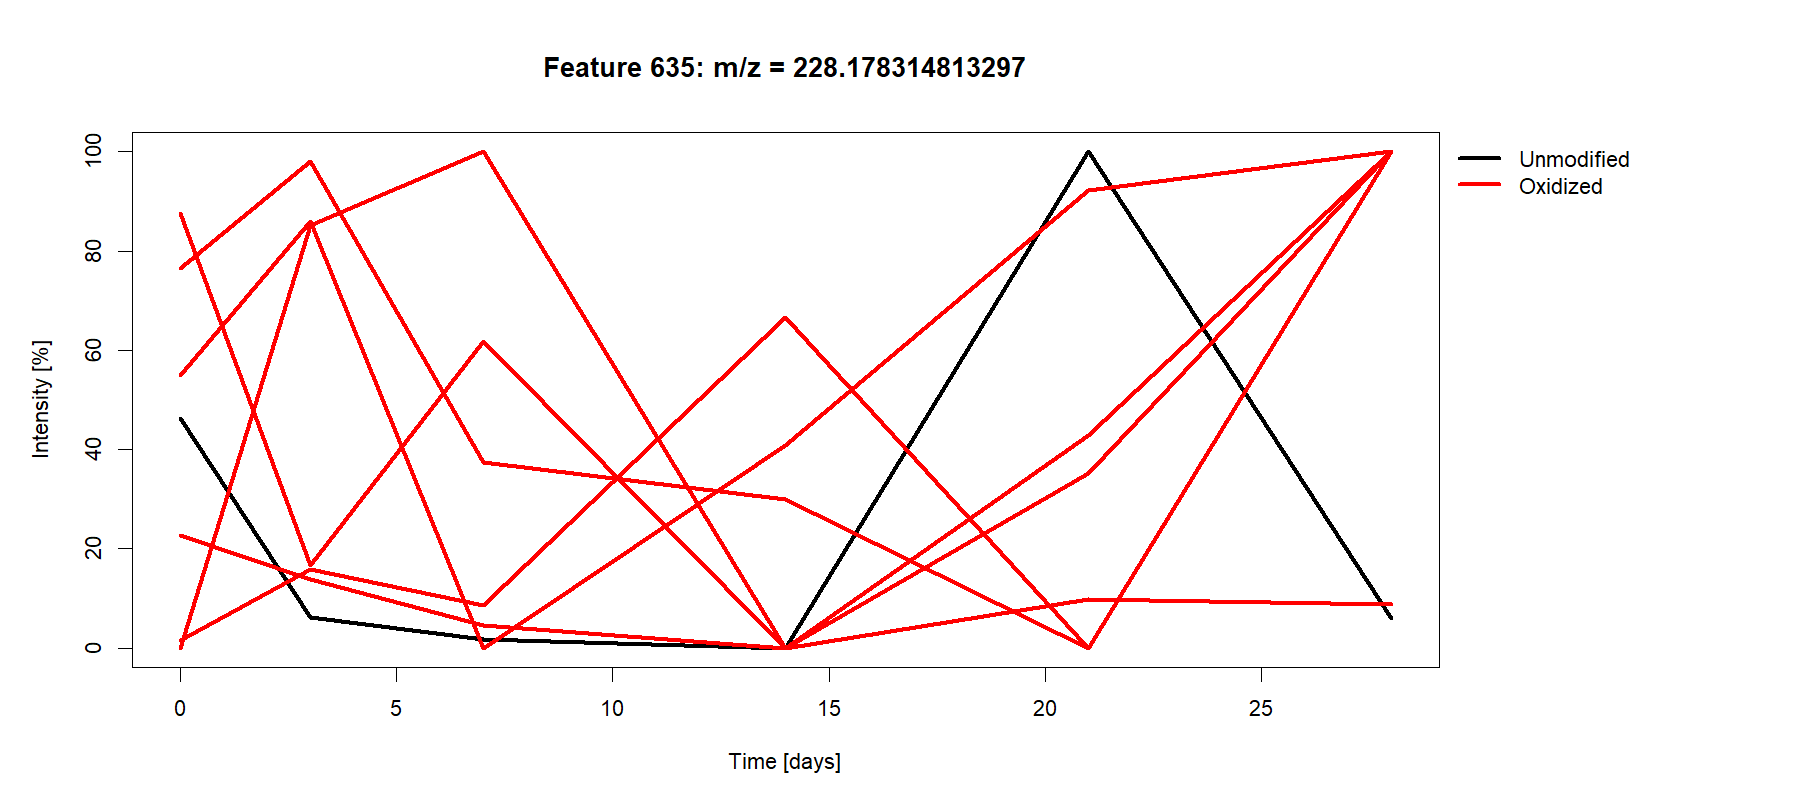 Feature 635: m/z = 228.178314813297
Unmodified
Oxidized
Intensity [%]
100
80
60
40
20
0
0 5 10 15 20 25
Time [days]